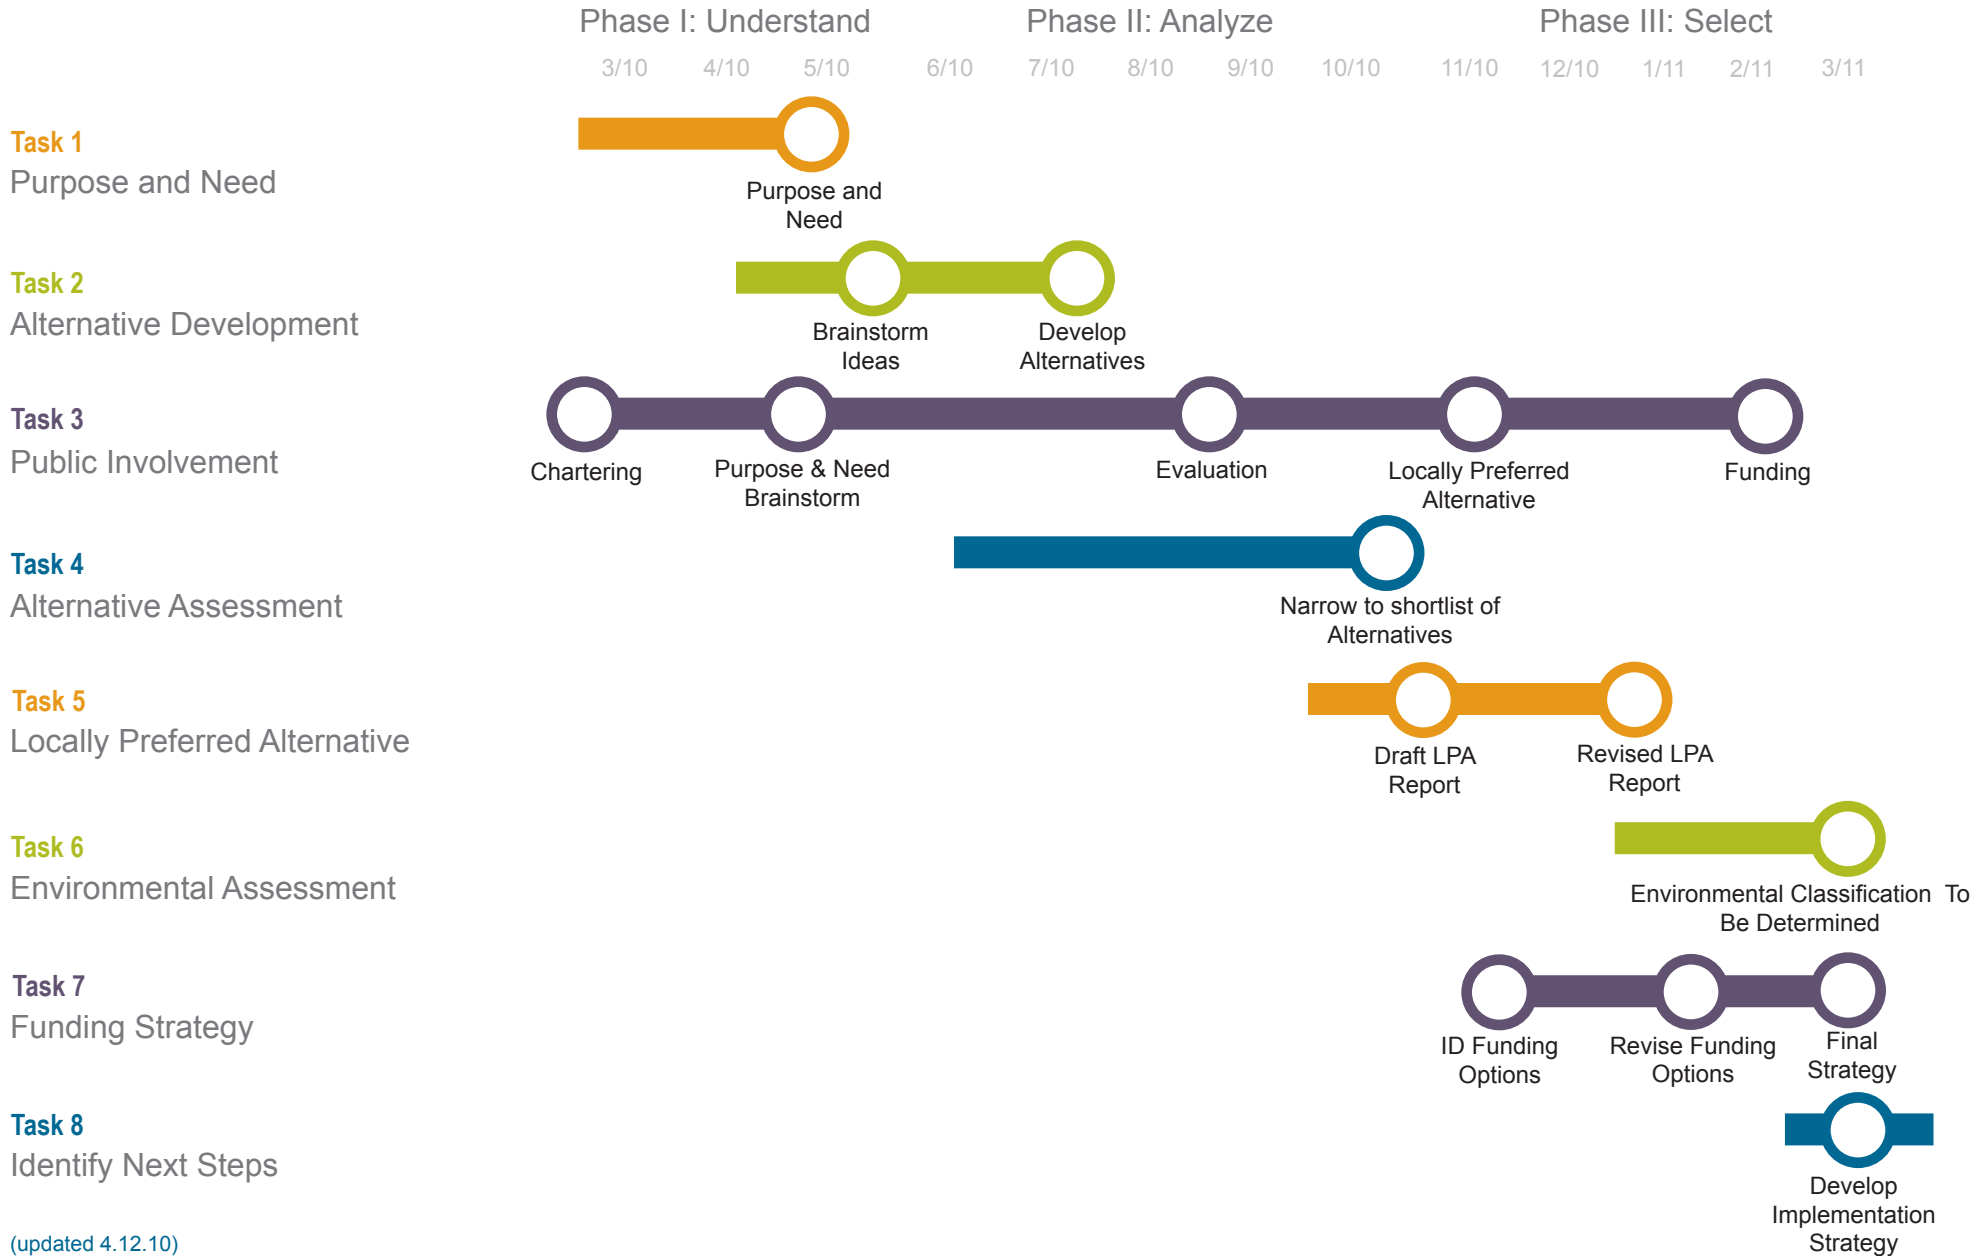 Phase I: Understand
Phase II: Analyze
Phase III: Select
3/10 4/10 5/10 6/10 7/10 8/10 9/10 10/10 11/10 12/10 1/11 2/11 3/11
Task 1
Purpose and Need
Purpose and
Need
Task 2
Alternative Development
Brainstorm
Ideas
Develop
Alternatives
Task 3
Public Involvement
Chartering
Purpose & Need
Brainstorm
Evaluation
Locally Preferred
Alternative
Funding
Task 4
Alternative Assessment
Narrow to shortlist of
Alternatives
Task 5
Locally Preferred Alternative
Draft LPA
Report
Revised LPA
Report
Task 6
Environmental Assessment
Environmental Classification To
Be Determined
Task 7
Funding Strategy
ID Funding
Options
Revise Funding
Options
Final
Strategy
Task 8
Identify Next Steps
Develop
Implementation
Strategy
(updated 4.12.10)